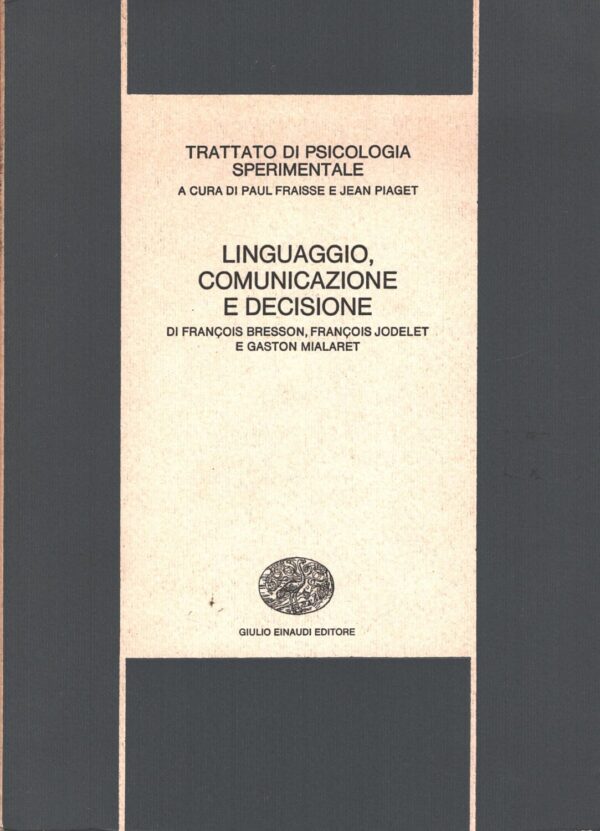 TRATTATO DI PSICOLOGIA
SPERIMENTALE
A CURA DI PAUL FRAISSE E JEAN PIAGET
LINGUAGGIO,
COMUNICAZIONE
E DECISIONE
DI FRANÇOIS BRESSON, FRANÇOIS JODELET
E GASTON MIALARET
GIULIO EINAUDI EDITORE